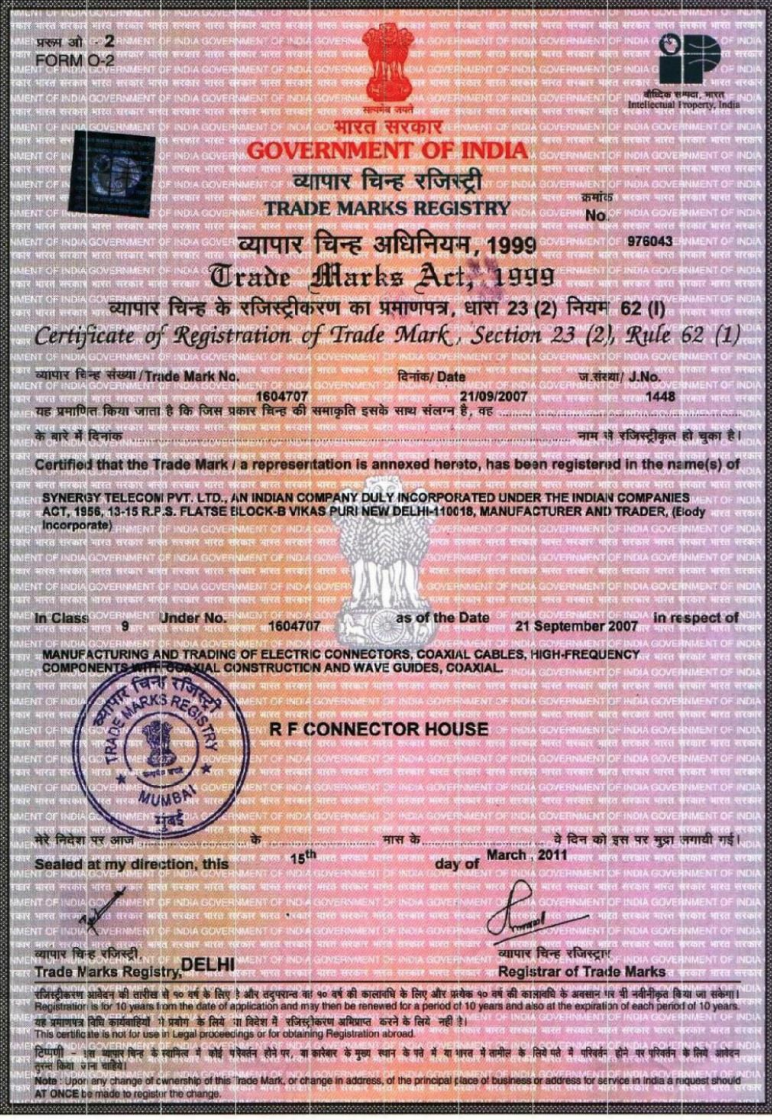 प्ररूप ओ - 2
FORM O-2
बौध्दिक सम्पदा, भारत
Intellectual Property, India
सत्यमेव जयते
भारत सरकार
GOVERNMENT OF INDIA
व्यापार चिन्ह रजिस्ट्री
TRADE MARKS REGISTRY
क्रमांक
No.
व्यापार चिन्ह अधिनियम, 1999
976043
Trade Marks Act, 1999
व्यापार चिन्ह के रजिस्ट्रीकरण का प्रमाणपत्र, धारा 23 (2) नियम 62 (I)
Certificate of Registration of Trade Mark, Section 23 (2), Rule 62 (1)
व्यापार चिन्ह संख्या/Trade Mark No. दिनांक/ Date ज.संख्या/ J.No.
1604707 21/09/2007 1448
यह प्रमाणित किया जाता है कि जिस प्रकार चिन्ह की समाकृति इसके साथ संलग्न है, वह
के बारे में दिनांक नाम से रजिस्ट्रीकृत हो चुका है।
Certified that the Trade Mark / a representation is annexed hereto, has been registered in the name(s) of
SYNERGY TELECOM PVT. LTD., AN INDIAN COMPANY DULY INCORPORATED UNDER THE INDIAN COMPANIES
ACT, 1956, 13-15 R.P.S. FLATSE BLOCK-B VIKAS PURI NEW DELHI-110018, MANUFACTURER AND TRADER, (Body
Incorporate)
In Class 9 Under No. 1604707 as of the Date 21 September 2007 in respect of
MANUFACTURING AND TRADING OF ELECTRIC CONNECTORS, COAXIAL CABLES, HIGH-FREQUENCY
COMPONENTS WITH COAXIAL CONSTRUCTION AND WAVE GUIDES, COAXIAL.
व्यापार चिन्ह रजिस्ट्री
TRADE MARKS REGISTRY
MUMBAI
मुंबई
R F CONNECTOR HOUSE
मेरे निदेश पर आज के मास के वे दिन को इस पर मुद्रा लगायी गई।
Sealed at my direction, this 15th day of March, 2011
व्यापार चिन्ह रजिस्ट्री,
Trade Marks Registry, DELHI
व्यापार चिन्ह रजिस्ट्रार
Registrar of Trade Marks
रजिस्ट्रीकरण आवेदन की तारीख से १० वर्ष के लिए है और तदुपरान्त वह १० वर्ष की कालावधि के लिए और प्रत्येक १० वर्ष की कालावधि के अवसान पर भी नवीनीकृत किया जा सकेगा।
Registration is for 10 years from the date of application and may then be renewed for a period of 10 years and also at the expiration of each period of 10 years.
यह प्रमाणपत्र विधि कार्यवाहियों में प्रयोग के लिये या विदेश में रजिस्ट्रीकरण अभिप्राप्त करने के लिये नहीं है।
This certificate is not for use in Legal proceedings or for obtaining Registration abroad.
टिप्पणी - इस व्यापार चिन्ह के स्वामित्व में कोई परिवर्तन होने पर, या कारबार के मुख्य स्थान के पते में या भारत में तामील के लिये पते में परिवर्तन होने पर परिवर्तन के लिये आवेदन
तुरन्त किया जाना चाहिये।
Note : Upon any change of ownership of this Trade Mark, or change in address, of the principal place of business or address for service in India a request should
AT ONCE be made to register the change.